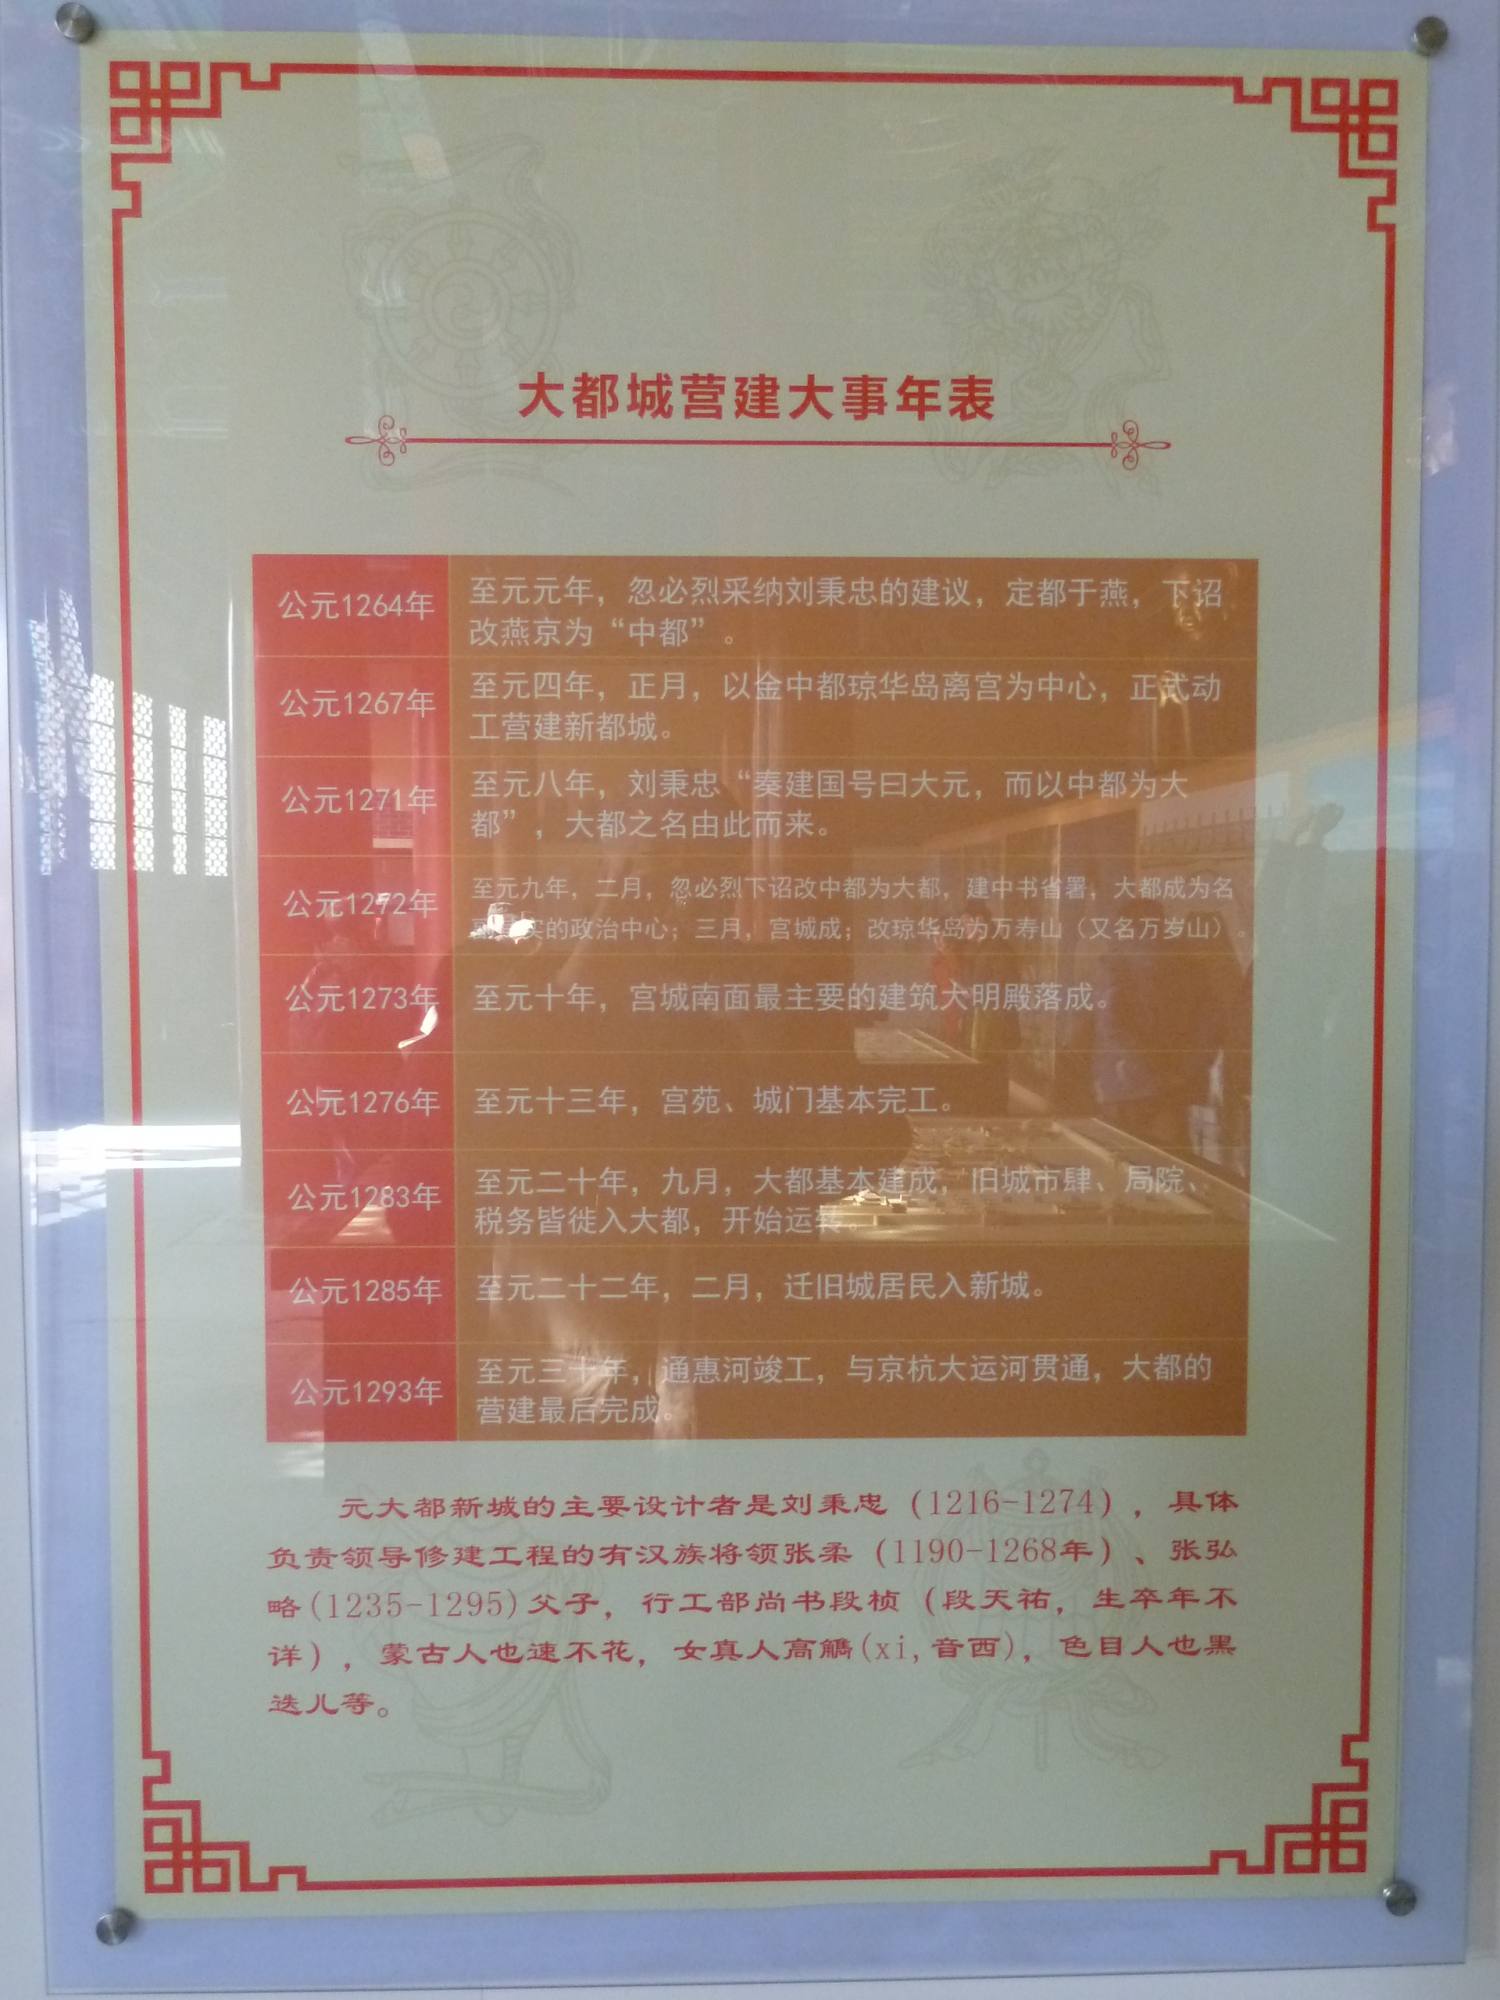 大都城营建大事年表
公元1264年
至元元年，忽必烈采纳刘秉忠的建议，定都于燕，下诏
改燕京为“中都”。
公元1267年
至元四年，正月，以金中都琼华岛离宫为中心，正式动
工营建新都城。
公元1271年
至元八年，刘秉忠“奏建国号曰大元，而以中都为大
都”，大都之名由此而来。
公元1272年
至元九年，二月，忽必烈下诏改中都为大都，建中书省署，大都成为名
副其实的政治中心；三月，宫城成；改琼华岛为万寿山（又名万岁山）。
公元1273年
至元十年，宫城南面最主要的建筑大明殿落成。
公元1276年
至元十三年，宫苑、城门基本完工。
公元1283年
至元二十年，九月，大都基本建成，旧城市肆、局院、
税务皆徙入大都，开始运转。
公元1285年
至元二十二年，二月，迁旧城居民入新城。
公元1293年
至元三十年，通惠河竣工，与京杭大运河贯通，大都的
营建最后完成。
元大都新城的主要设计者是刘秉忠（1216-1274），具体
负责领导修建工程的有汉族将领张柔（1190-1268年）、张弘
略(1235-1295)父子，行工部尚书段桢（段天祐，生卒年不
详），蒙古人也速不花，女真人高觿(xi,音西)，色目人也黑
迭儿等。